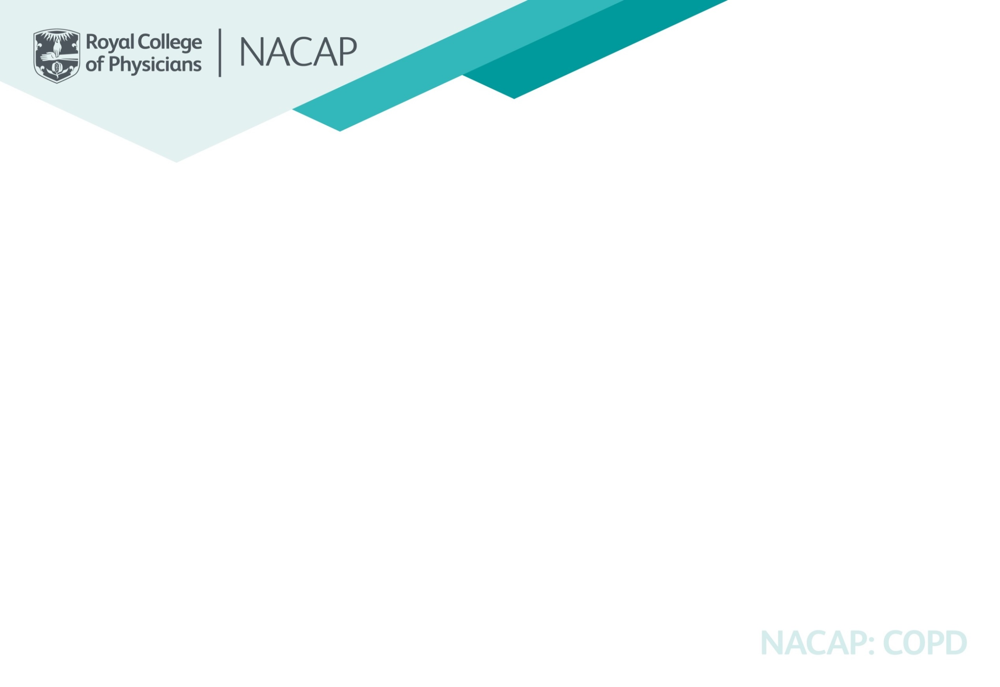 Royal College
of Physicians
NACAP
NACAP: COPD